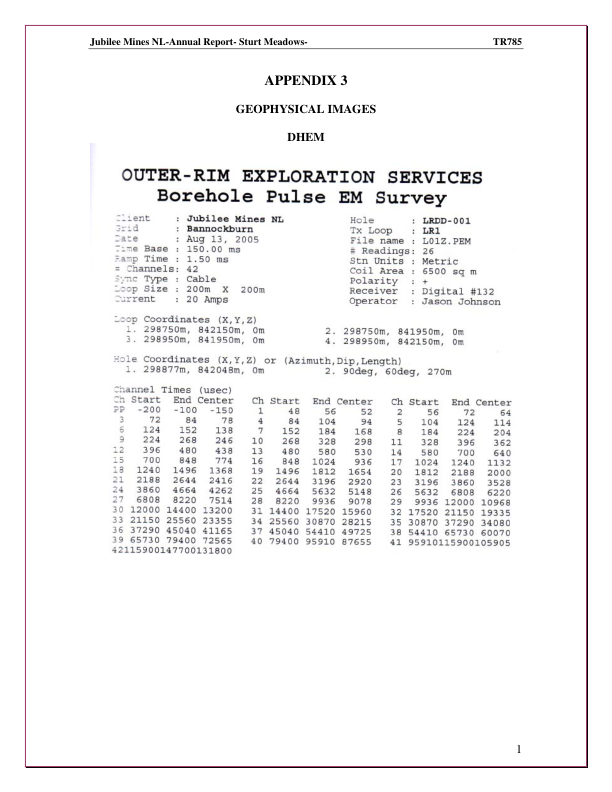 Jubilee Mines NL-Annual Report- Sturt Meadows- TR785
APPENDIX 3
GEOPHYSICAL IMAGES
DHEM
OUTER-RIM EXPLORATION SERVICES
Borehole Pulse EM Survey
Client : Jubilee Mines NL Hole : LRDD-001
Grid : Bannockburn Tx Loop : LR1
Date : Aug 13, 2005 File name : L01Z.PEM
Time Base : 150.00 ms # Readings: 26
Ramp Time : 1.50 ms Stn Units : Metric
# Channels: 42 Coil Area : 6500 sq m
Sync Type : Cable Polarity : +
Loop Size : 200m X 200m Receiver : Digital #132
Current : 20 Amps Operator : Jason Johnson
Loop Coordinates (X,Y,Z)
1. 298750m, 842150m, 0m 2. 298750m, 841950m, 0m
3. 298950m, 841950m, 0m 4. 298950m, 842150m, 0m
Hole Coordinates (X,Y,Z) or (Azimuth,Dip,Length)
1. 298877m, 842048m, 0m 2. 90deg, 60deg, 270m
Channel Times (usec)
Ch Start End Center Ch Start End Center Ch Start End Center
PP -200 -100 -150 1 48 56 52 2 56 72 64
3 72 84 78 4 84 104 94 5 104 124 114
6 124 152 138 7 152 184 168 8 184 224 204
9 224 268 246 10 268 328 298 11 328 396 362
12 396 480 438 13 480 580 530 14 580 700 640
15 700 848 774 16 848 1024 936 17 1024 1240 1132
18 1240 1496 1368 19 1496 1812 1654 20 1812 2188 2000
21 2188 2644 2416 22 2644 3196 2920 23 3196 3860 3528
24 3860 4664 4262 25 4664 5632 5148 26 5632 6808 6220
27 6808 8220 7514 28 8220 9936 9078 29 9936 12000 10968
30 12000 14400 13200 31 14400 17520 15960 32 17520 21150 19335
33 21150 25560 23355 34 25560 30870 28215 35 30870 37290 34080
36 37290 45040 41165 37 45040 54410 49725 38 54410 65730 60070
39 65730 79400 72565 40 79400 95910 87655 41 95910115900105905
42115900147700131800
1